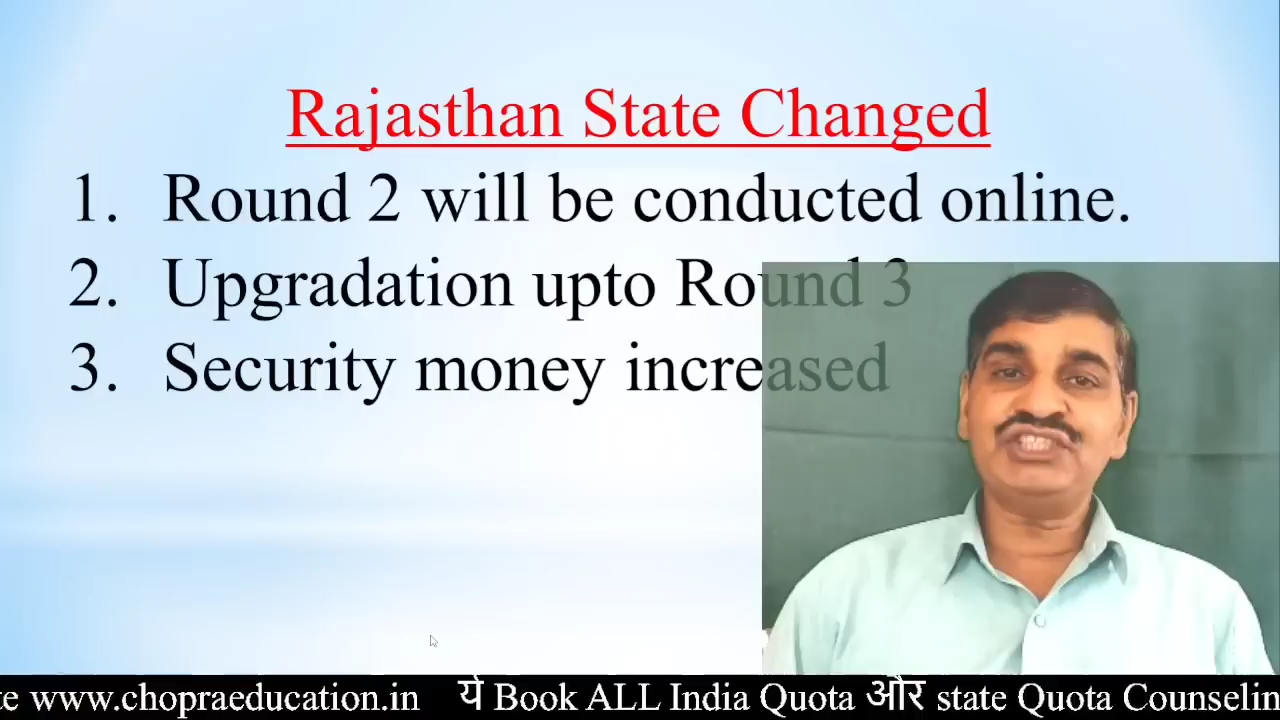 Rajasthan State Changed
1. Round 2 will be conducted online.
2. Upgradation upto Round 3
3. Security money increased
te www.chopraeducation.in ये Book ALL India Quota और state Quota Counselin